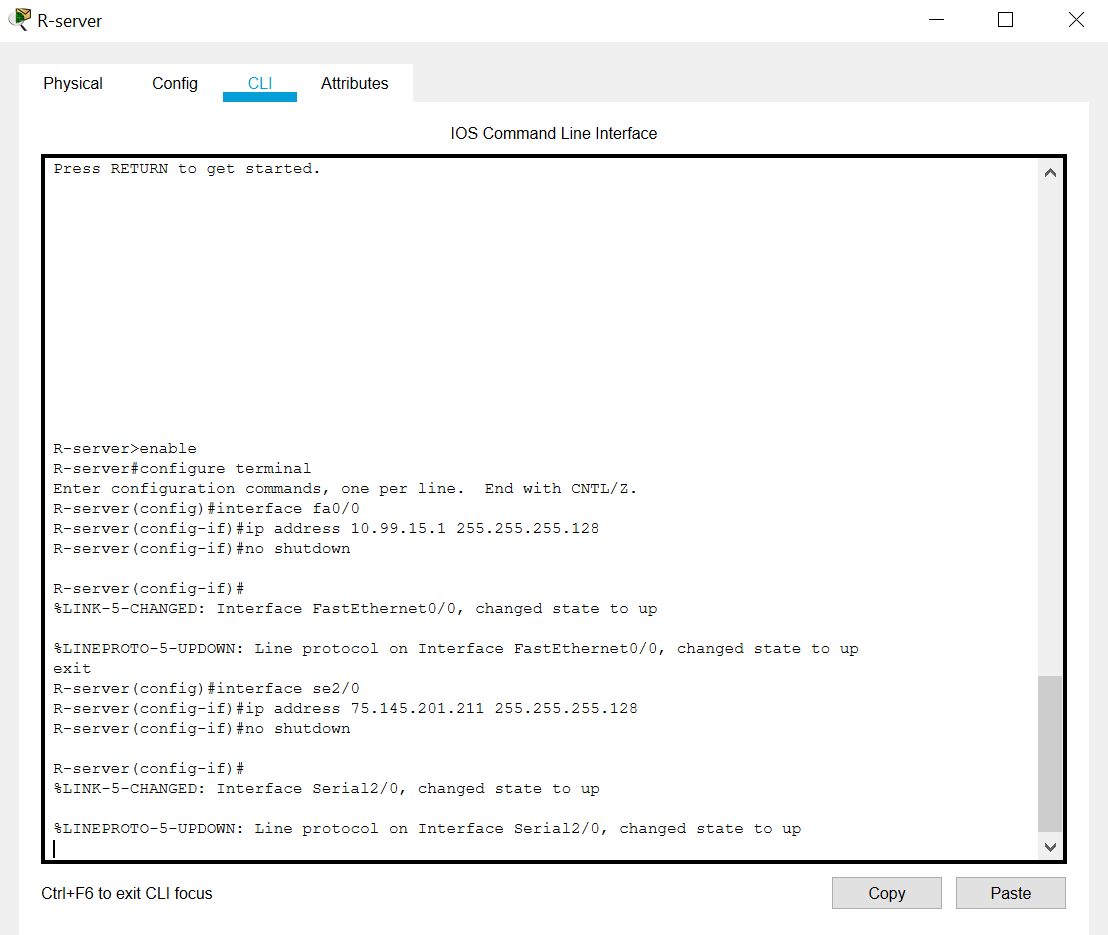 R-server
Physical Config CLI Attributes
IOS Command Line Interface
Press RETURN to get started.
R-server>enable
R-server#configure terminal
Enter configuration commands, one per line.  End with CNTL/Z.
R-server(config)#interface fa0/0
R-server(config-if)#ip address 10.99.15.1 255.255.255.128
R-server(config-if)#no shutdown
R-server(config-if)#
%LINK-5-CHANGED: Interface FastEthernet0/0, changed state to up
%LINEPROTO-5-UPDOWN: Line protocol on Interface FastEthernet0/0, changed state to up
exit
R-server(config)#interface se2/0
R-server(config-if)#ip address 75.145.201.211 255.255.255.128
R-server(config-if)#no shutdown
R-server(config-if)#
%LINK-5-CHANGED: Interface Serial2/0, changed state to up
%LINEPROTO-5-UPDOWN: Line protocol on Interface Serial2/0, changed state to up
Ctrl+F6 to exit CLI focus Copy Paste